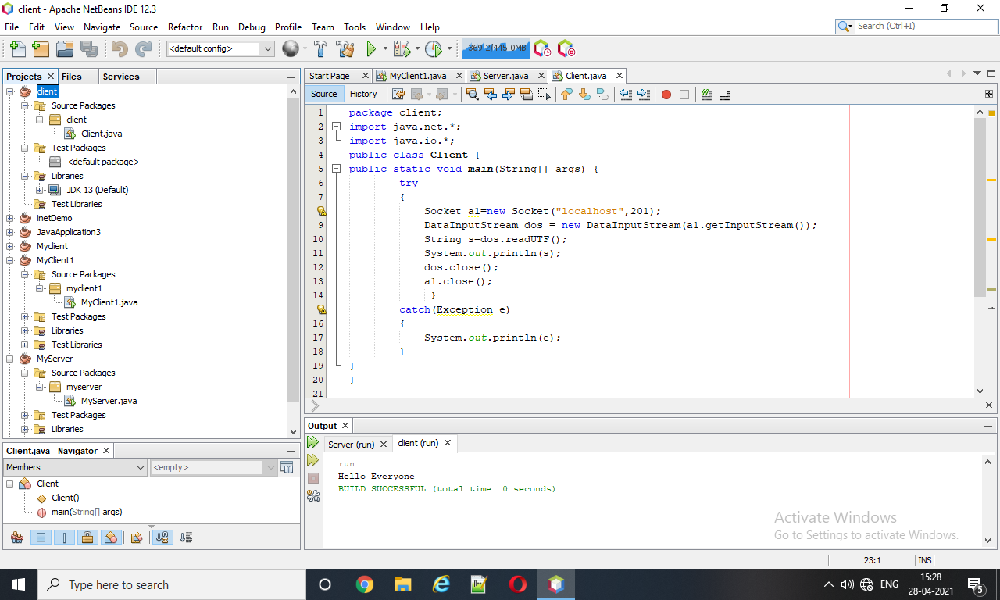 client - Apache NetBeans IDE 12.3
File Edit View Navigate Source Refactor Run Debug Profile Team Tools Window Help
Search (Ctrl+I)
<default config>
369.2/445.0MB
Projects Files Services
client
Source Packages
client
Client.java
Test Packages
<default package>
Libraries
JDK 13 (Default)
Test Libraries
inetDemo
JavaApplication3
Myclient
MyClient1
Source Packages
myclient1
MyClient1.java
Test Packages
Libraries
Test Libraries
MyServer
Source Packages
myserver
MyServer.java
Test Packages
Libraries
Client.java - Navigator
Members
<empty>
Client
Client()
main(String[] args)
Start Page MyClient1.java Server.java Client.java
Source History
1 package client;
2 import java.net.*;
3 import java.io.*;
4 public class Client {
5 public static void main(String[] args) {
6 try
7 {
Socket a1=new Socket("localhost",201);
9 DataInputStream dos = new DataInputStream(a1.getInputStream());
10 String s=dos.readUTF();
11 System.out.println(s);
12 dos.close();
13 a1.close();
14 }
catch(Exception e)
16 {
17 System.out.println(e);
18 }
19 }
20 }
21
Output
Server (run) client (run)
run:
Hello Everyone
BUILD SUCCESSFUL (total time: 0 seconds)
Activate Windows
Go to Settings to activate Windows.
23:1 INS
Type here to search
ENG
15:28
28-04-2021
5